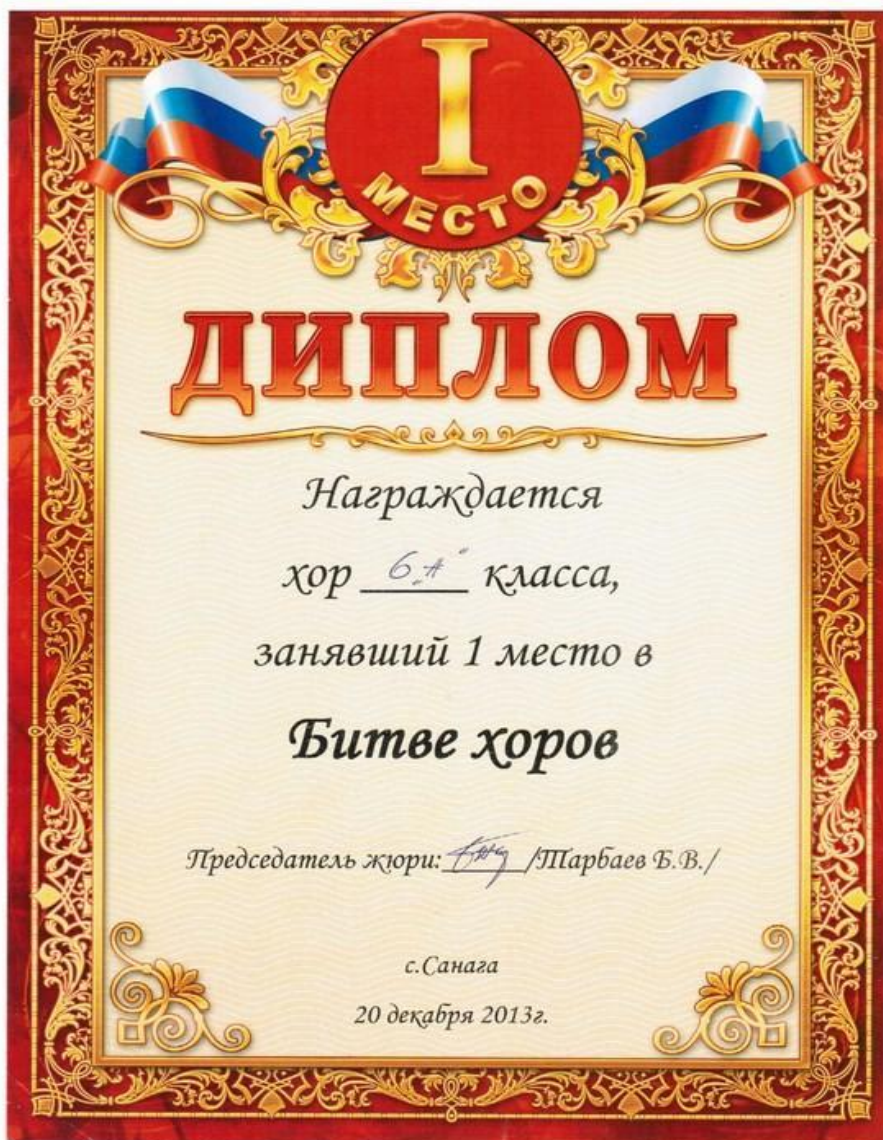 I
МЕСТО
ДИПЛОМ
Награждается
хор 6 „А“ класса,
занявший 1 место в
Битве хоров
Председатель жюри: /Тарбаев Б.В./
с.Санага
20 декабря 2013г.